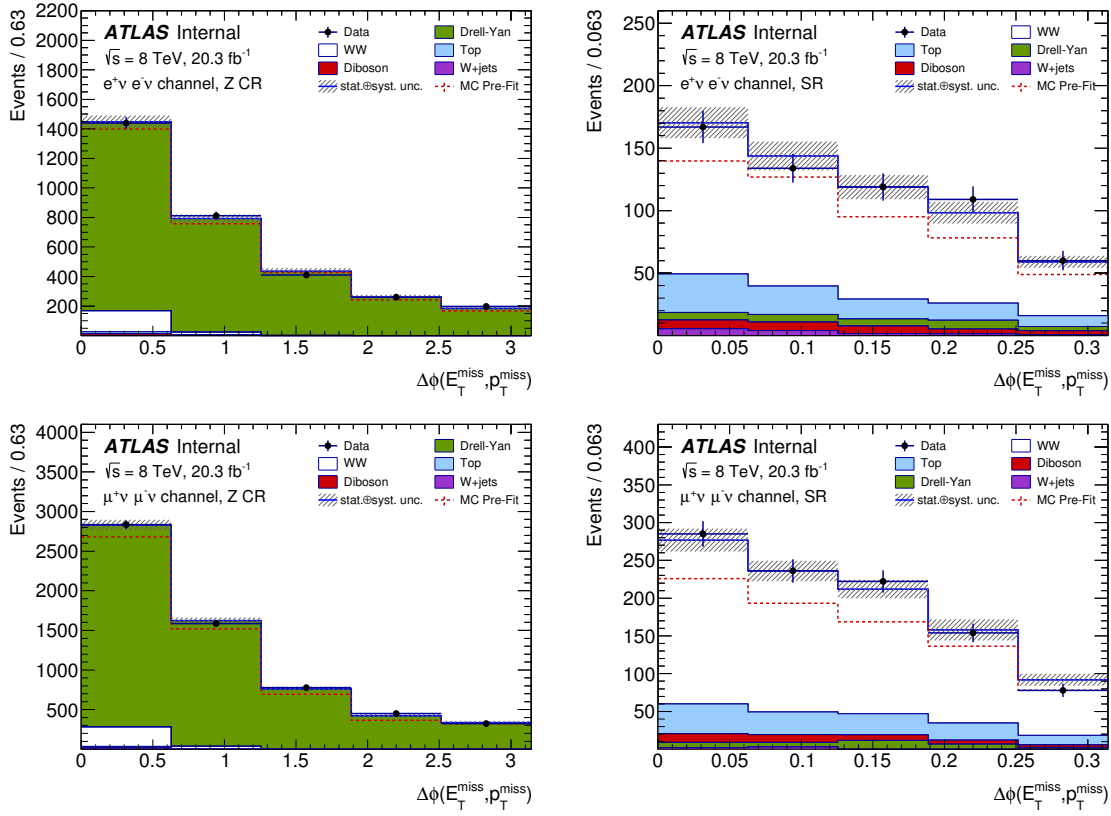 Events / 0.63
2200
2000
1800
1600
1400
1200
1000
800
600
400
200
ATLAS Internal
√s = 8 TeV, 20.3 fb⁻¹
e⁺ν e⁻ν channel, Z CR
Data
WW
Diboson
stat.⊕syst. unc.
Drell-Yan
Top
W+jets
MC Pre-Fit
0 0.5 1 1.5 2 2.5 3
Δϕ(E_T^miss,p_T^miss)
Events / 0.063
250
200
150
100
50
ATLAS Internal
√s = 8 TeV, 20.3 fb⁻¹
e⁺ν e⁻ν channel, SR
Data
Top
Diboson
stat.⊕syst. unc.
WW
Drell-Yan
W+jets
MC Pre-Fit
0 0.05 0.1 0.15 0.2 0.25 0.3
Δϕ(E_T^miss,p_T^miss)
Events / 0.63
4000
3500
3000
2500
2000
1500
1000
500
ATLAS Internal
√s = 8 TeV, 20.3 fb⁻¹
μ⁺ν μ⁻ν channel, Z CR
Data
WW
Diboson
stat.⊕syst. unc.
Drell-Yan
Top
W+jets
MC Pre-Fit
0 0.5 1 1.5 2 2.5 3
Δϕ(E_T^miss,p_T^miss)
Events / 0.063
400
350
300
250
200
150
100
50
ATLAS Internal
√s = 8 TeV, 20.3 fb⁻¹
μ⁺ν μ⁻ν channel, SR
Data
Top
Drell-Yan
stat.⊕syst. unc.
WW
Diboson
W+jets
MC Pre-Fit
0 0.05 0.1 0.15 0.2 0.25 0.3
Δϕ(E_T^miss,p_T^miss)